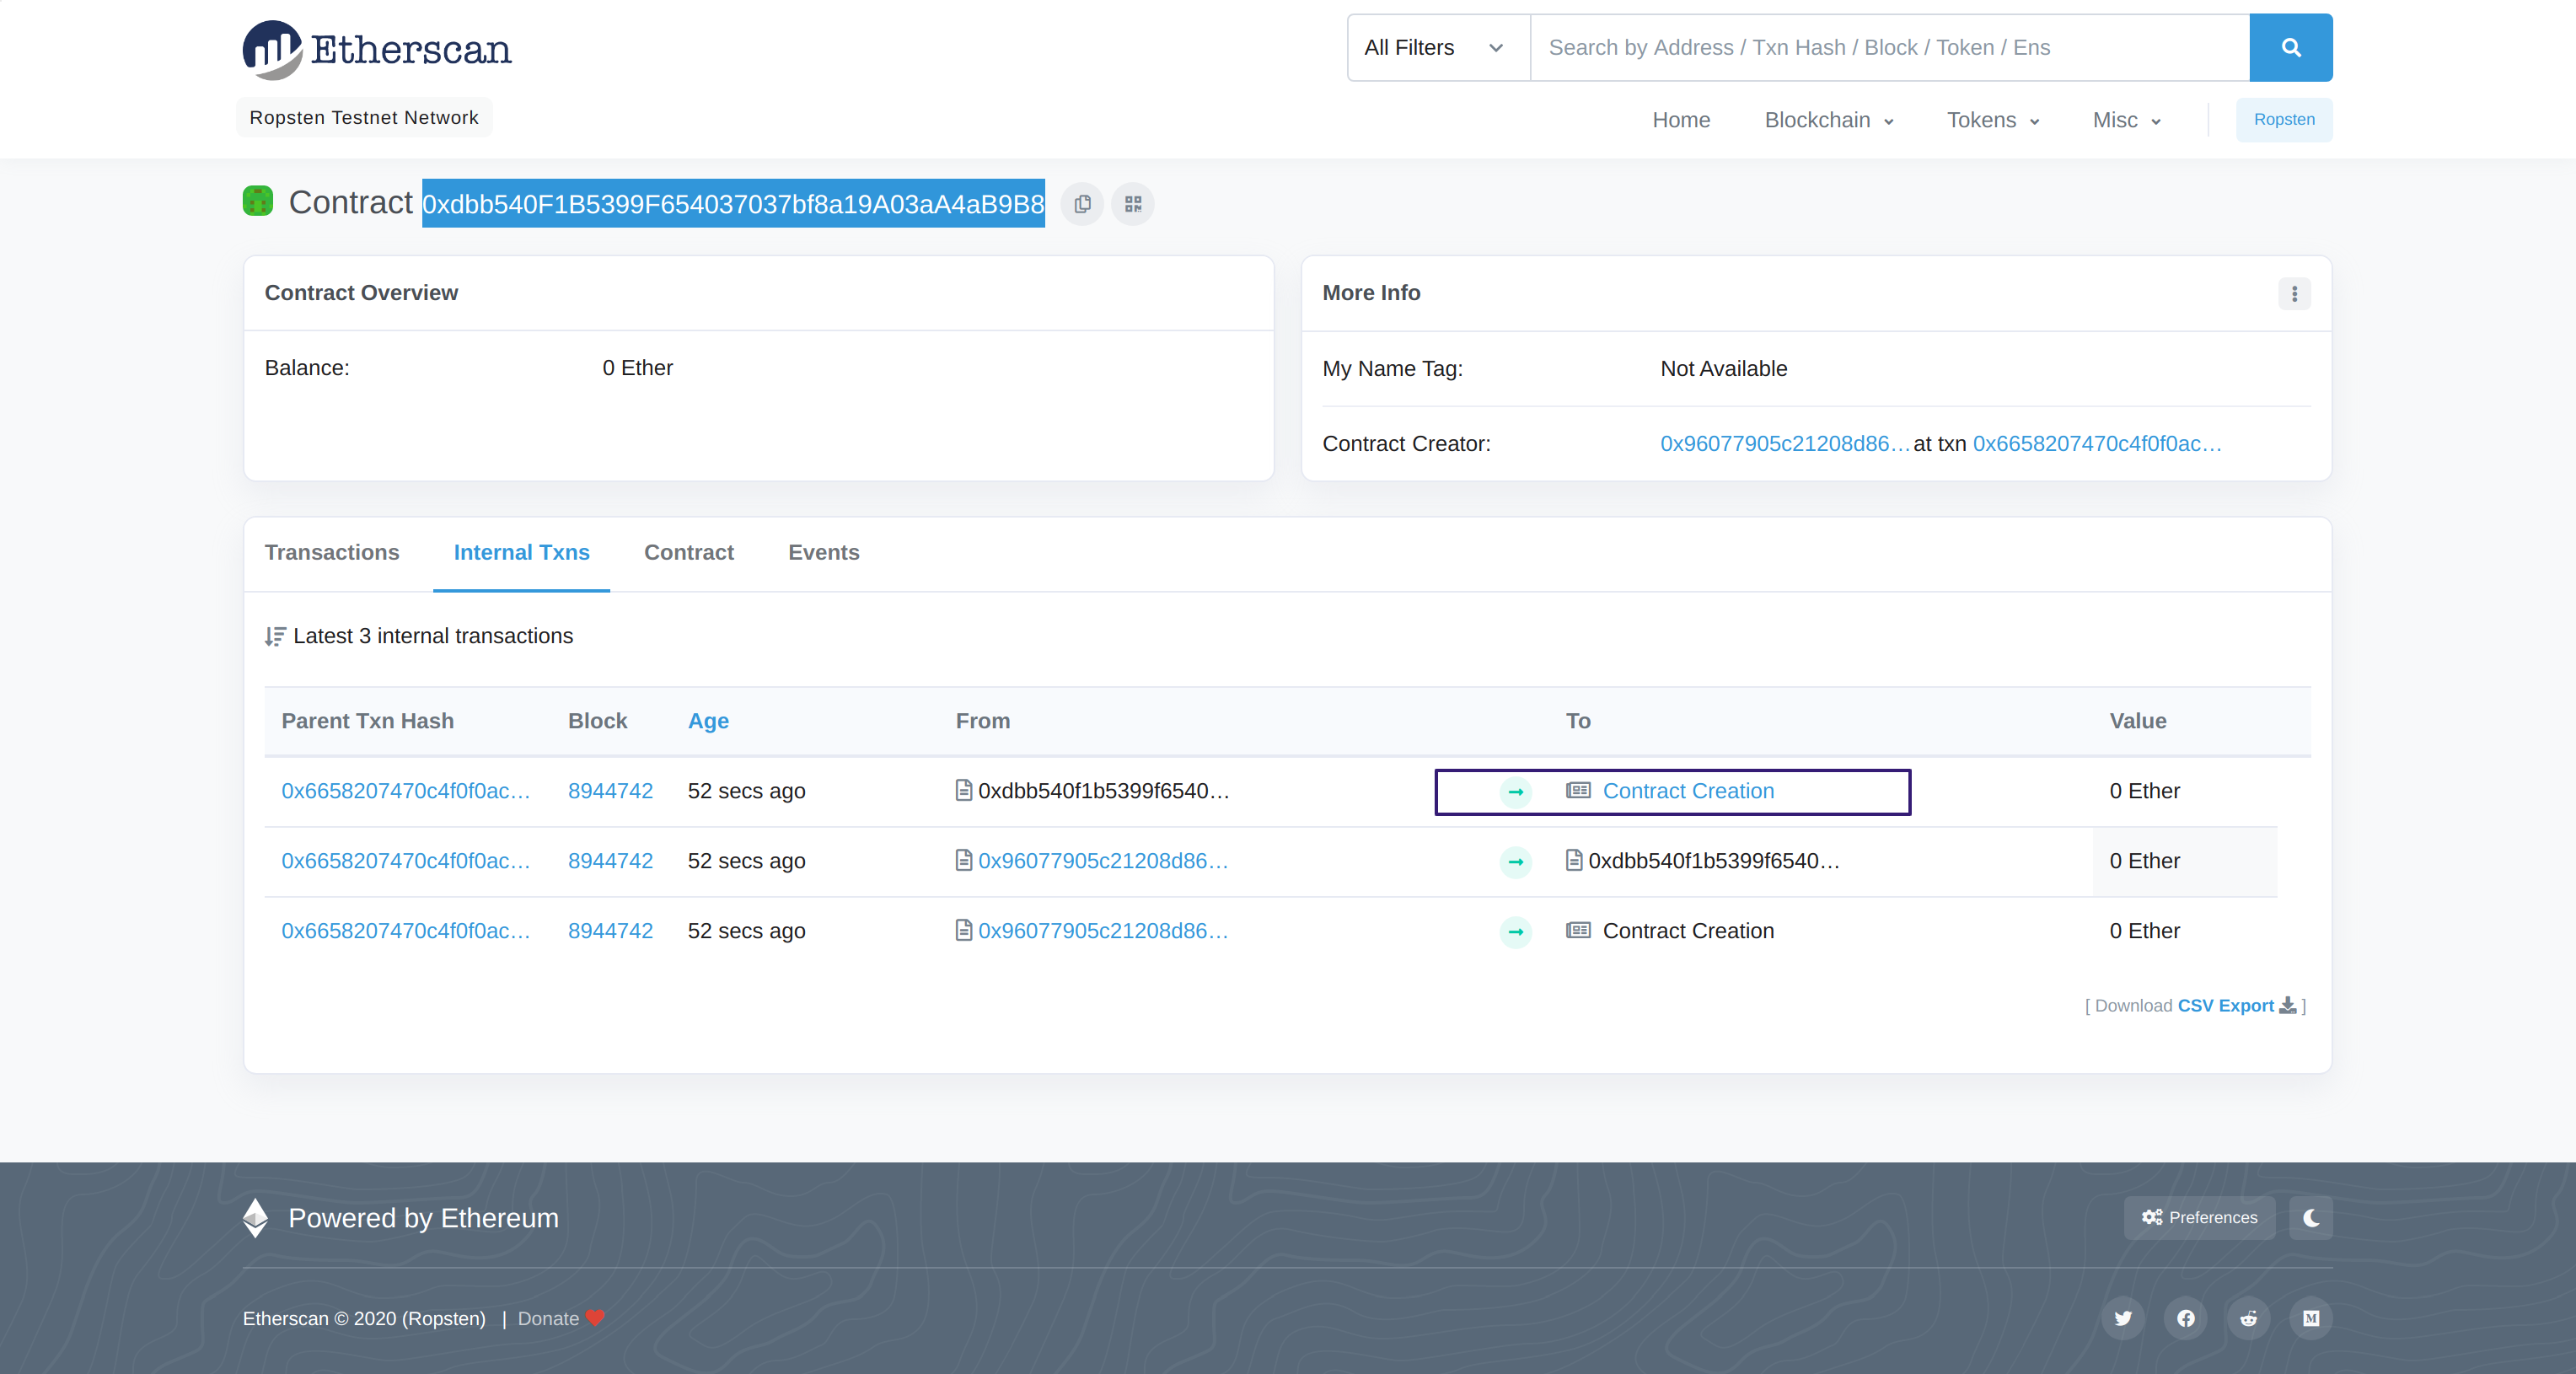 Etherscan
All Filters
Search by Address / Txn Hash / Block / Token / Ens
Ropsten Testnet Network
Home Blockchain Tokens Misc Ropsten
Contract 0xdbb540F1B5399F654037037bf8a19A03aA4aB9B8
Contract Overview
Balance: 0 Ether
More Info
My Name Tag: Not Available
Contract Creator: 0x96077905c21208d86… at txn 0x6658207470c4f0f0ac…
Transactions Internal Txns Contract Events
Latest 3 internal transactions
Parent Txn Hash Block Age From To Value
0x6658207470c4f0f0ac… 8944742 52 secs ago 0xdbb540f1b5399f6540… Contract Creation 0 Ether
0x6658207470c4f0f0ac… 8944742 52 secs ago 0x96077905c21208d86… 0xdbb540f1b5399f6540… 0 Ether
0x6658207470c4f0f0ac… 8944742 52 secs ago 0x96077905c21208d86… Contract Creation 0 Ether
[ Download CSV Export ]
Powered by Ethereum
Preferences
Etherscan © 2020 (Ropsten) | Donate